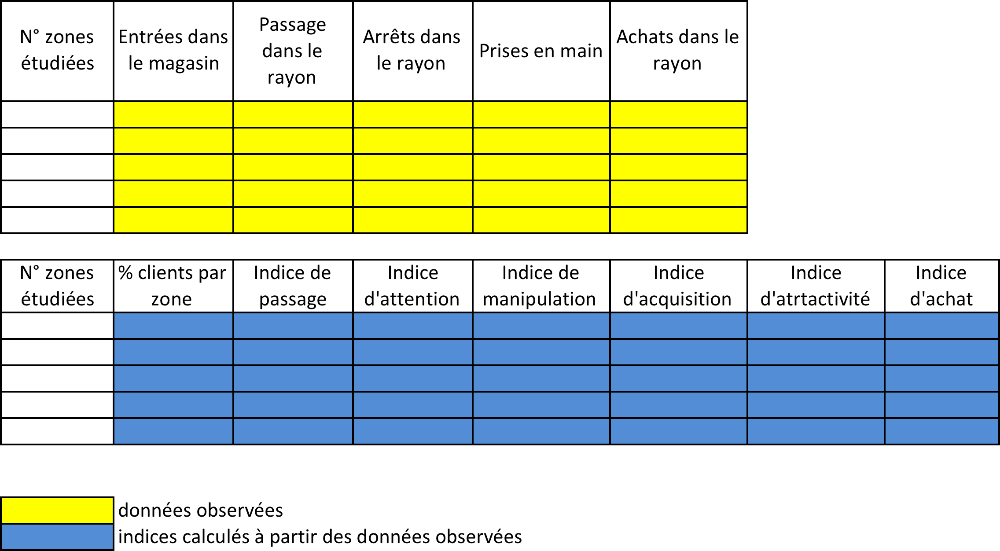 N° zones
étudiées
Entrées dans
le magasin
Passage
dans le
rayon
Arrêts dans
le rayon
Prises en main
Achats dans le
rayon
N° zones
étudiées
% clients par
zone
Indice de
passage
Indice
d'attention
Indice de
manipulation
Indice
d'acquisition
Indice
d'atrtactivité
Indice
d'achat
données observées
indices calculés à partir des données observées